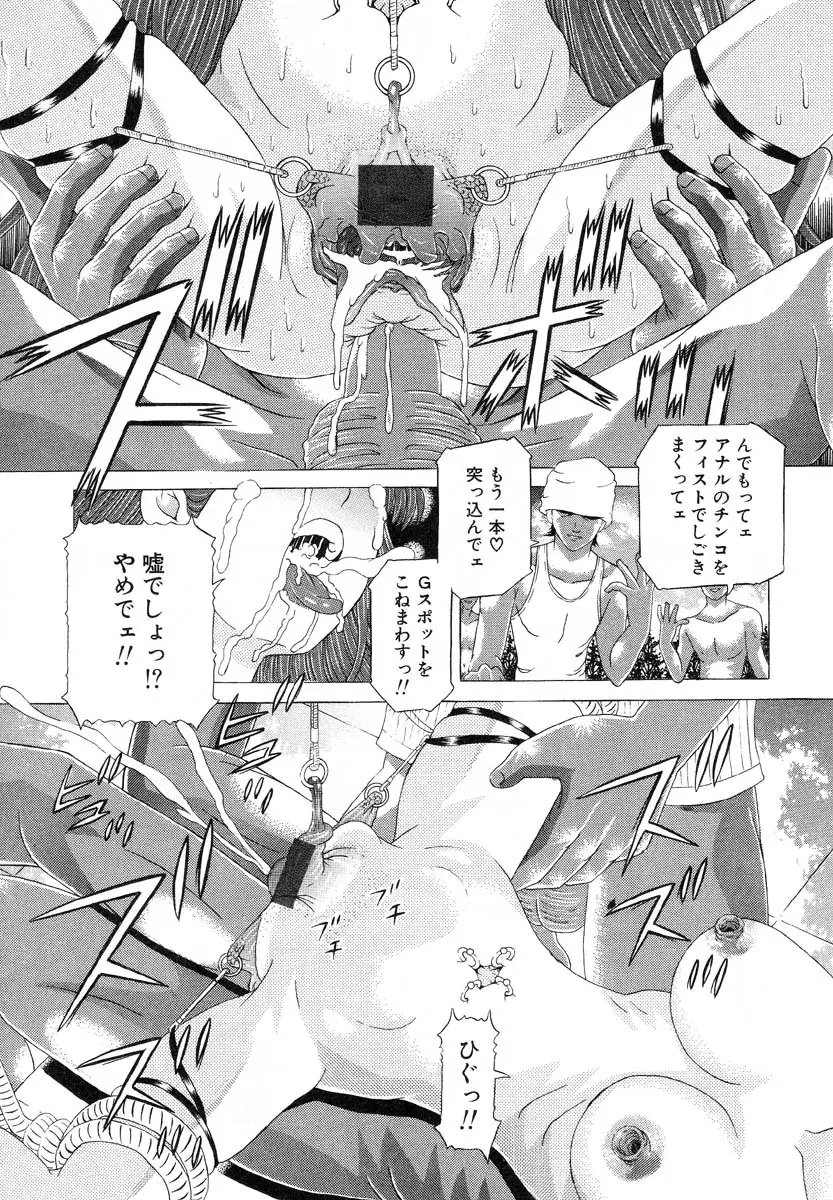 んでもってェ
アナルのチンコを
フィストでしごき
まくってェ
もう一本♡
突っ込んでェ
Gスポットを
こねまわすっ!!
嘘でしょっ!?
やめでェ!!
ブェ
ブェ
ひぐっ!!